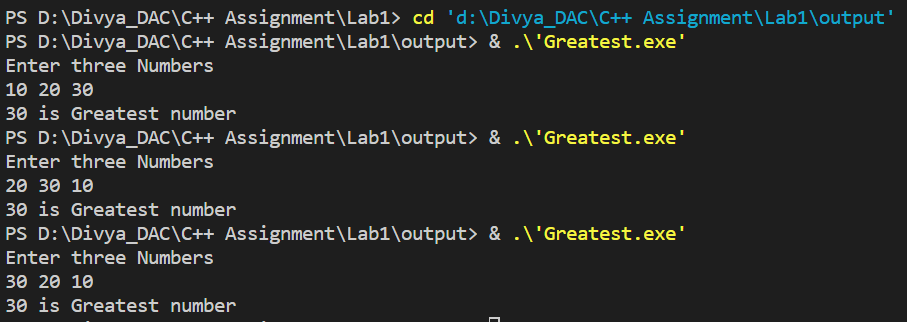 PS D:\Divya_DAC\C++ Assignment\Lab1> cd 'd:\Divya_DAC\C++ Assignment\Lab1\output'
PS D:\Divya_DAC\C++ Assignment\Lab1\output> & .\'Greatest.exe'
Enter three Numbers
10 20 30
30 is Greatest number
PS D:\Divya_DAC\C++ Assignment\Lab1\output> & .\'Greatest.exe'
Enter three Numbers
20 30 10
30 is Greatest number
PS D:\Divya_DAC\C++ Assignment\Lab1\output> & .\'Greatest.exe'
Enter three Numbers
30 20 10
30 is Greatest number